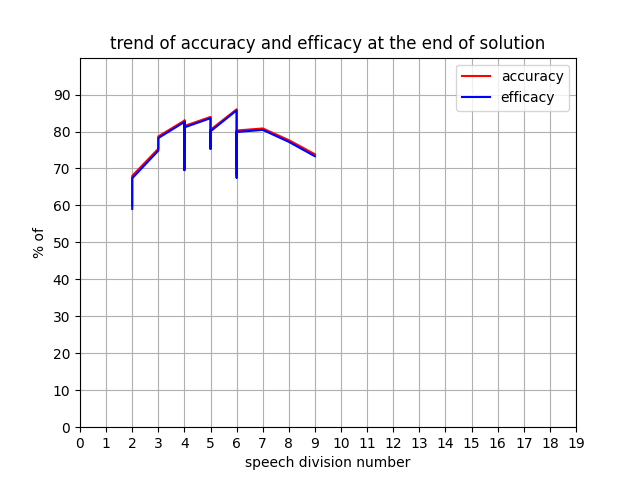 trend of accuracy and efficacy at the end of solution
accuracy
efficacy
90
80
70
60
50
40
30
20
10
0
% of
0 1 2 3 4 5 6 7 8 9 10 11 12 13 14 15 16 17 18 19
speech division number